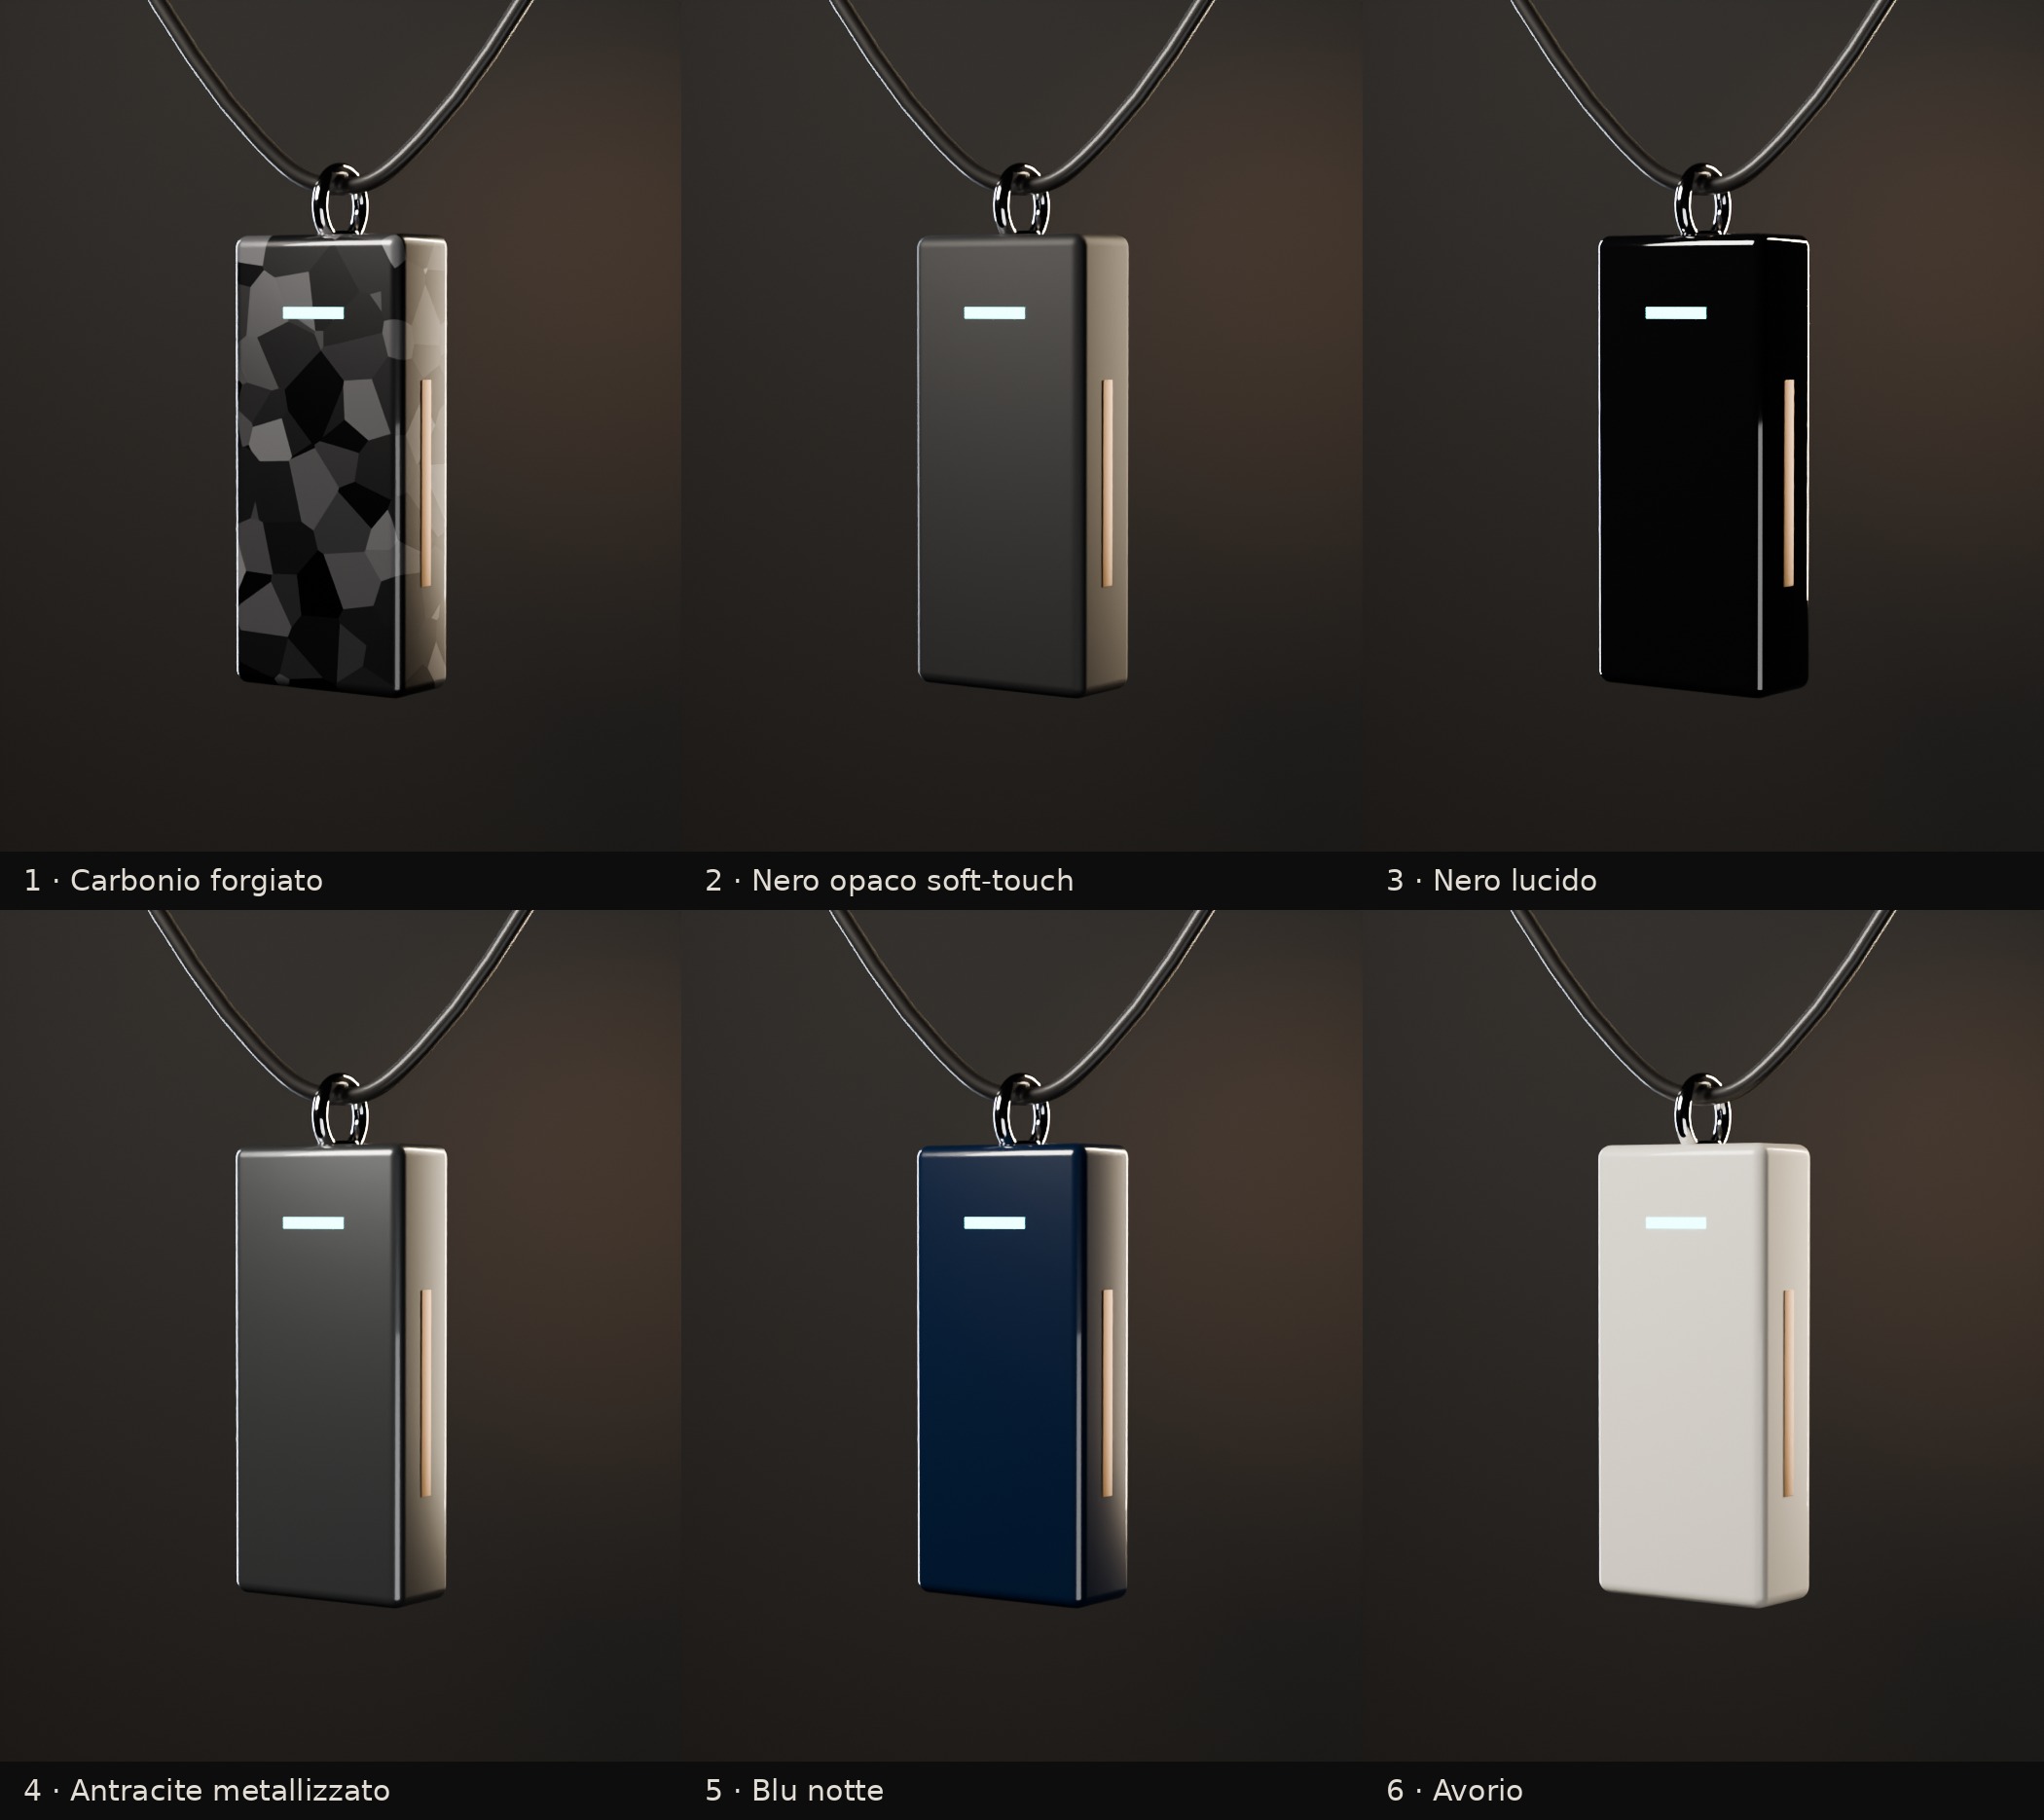 1 · Carbonio forgiato
2 · Nero opaco soft-touch
3 · Nero lucido
4 · Antracite metallizzato
5 · Blu notte
6 · Avorio